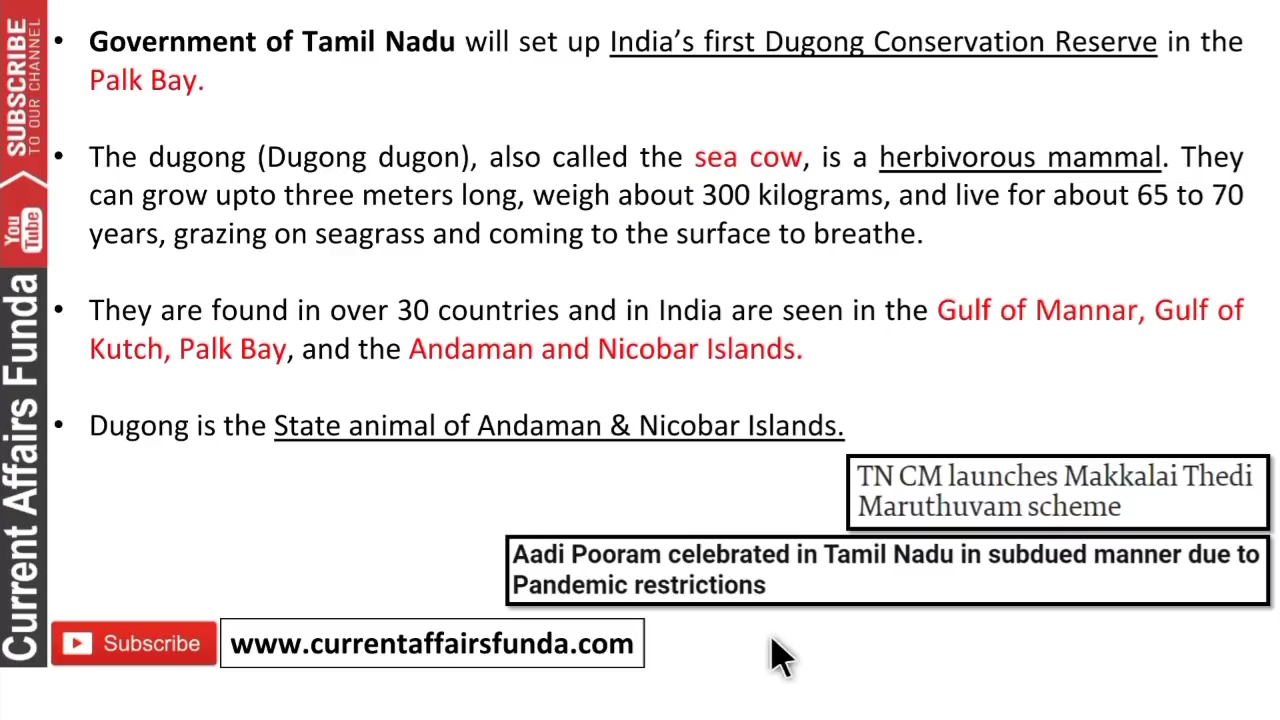 SUBSCRIBE
TO OUR CHANNEL
You
Tube
Current Affairs Funda
• Government of Tamil Nadu will set up India’s first Dugong Conservation Reserve in the
Palk Bay.
• The dugong (Dugong dugon), also called the sea cow, is a herbivorous mammal. They
can grow upto three meters long, weigh about 300 kilograms, and live for about 65 to 70
years, grazing on seagrass and coming to the surface to breathe.
• They are found in over 30 countries and in India are seen in the Gulf of Mannar, Gulf of
Kutch, Palk Bay, and the Andaman and Nicobar Islands.
• Dugong is the State animal of Andaman & Nicobar Islands.
TN CM launches Makkalai Thedi
Maruthuvam scheme
Aadi Pooram celebrated in Tamil Nadu in subdued manner due to
Pandemic restrictions
Subscribe
www.currentaffairsfunda.com